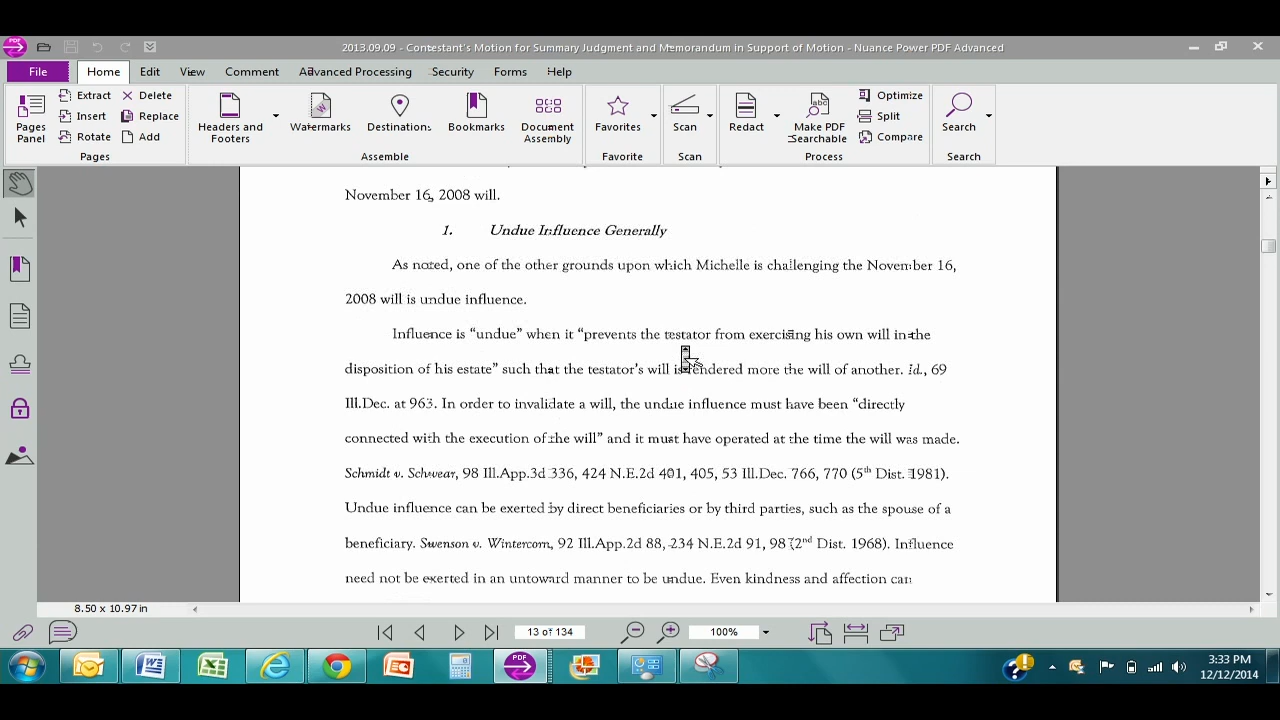 2013.09.09 - Contestant's Motion for Summary Judgment and Memorandum in Support of Motion - Nuance Power PDF Advanced
File Home Edit View Comment Advanced Processing Security Forms Help
Pages Panel
Extract
Insert
Rotate
Delete
Replace
Add
Pages
Headers and Footers
Watermarks
Destinations
Bookmarks
Document Assembly
Assemble
Favorites
Favorite
Scan
Scan
Redact
Make PDF Searchable
Optimize
Split
Compare
Process
Search
Search
November 16, 2008 will.
1. Undue Influence Generally
As noted, one of the other grounds upon which Michelle is challenging the November 16,
2008 will is undue influence.
Influence is “undue” when it “prevents the testator from exercising his own will in the
disposition of his estate” such that the testator’s will is rendered more the will of another. id., 69
Ill.Dec. at 963. In order to invalidate a will, the undue influence must have been “directly
connected with the execution of the will” and it must have operated at the time the will was made.
Schmidt v. Schwear, 98 Ill.App.3d 336, 424 N.E.2d 401, 405, 53 Ill.Dec. 766, 770 (5th Dist. 1981).
Undue influence can be exerted by direct beneficiaries or by third parties, such as the spouse of a
beneficiary. Swenson v. Wintercorn, 92 Ill.App.2d 88, 234 N.E.2d 91, 98 (2nd Dist. 1968). Influence
need not be exerted in an untoward manner to be undue. Even kindness and affection can
8.50 x 10.97 in
13 of 134
100%
3:33 PM
12/12/2014